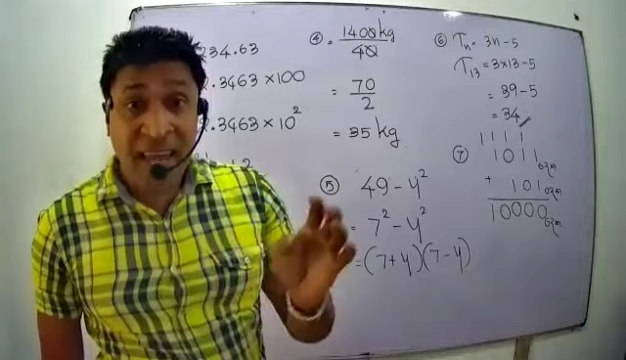 234.63
2.3463 ×100
2.3463 × 10²
④ = 1400kg
40
= 70
2
= 35 kg
⑤ 49 - y²
= 7² - y²
= (7+y)(7-y)
⑥ Tn = 3n - 5
T13 = 3×13 - 5
= 39 - 5
= 34
⑦ 1 1 1 1
1011
+ 101
10000